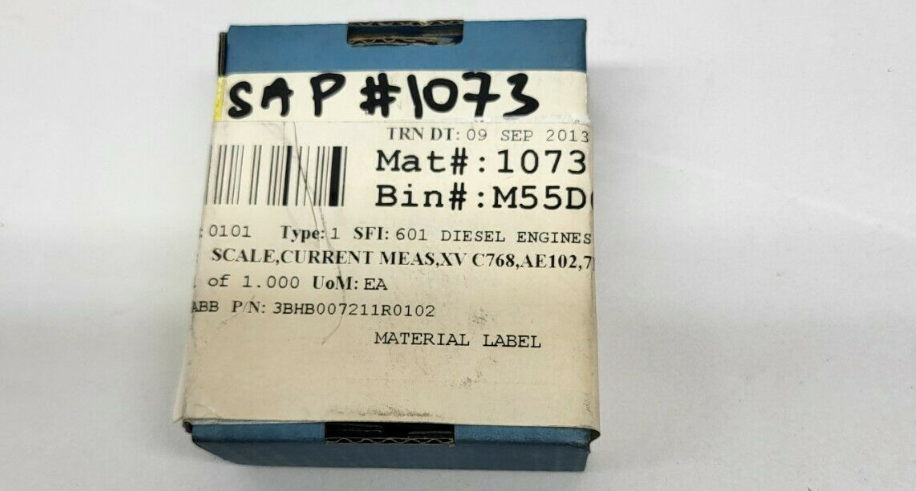 SAP #1073
TRN DT: 09 SEP 2013
Mat#: 1073
Bin#: M55D
: 0101 Type: 1 SFI: 601 DIESEL ENGINES
SCALE,CURRENT MEAS,XV C768,AE102,7
of 1.000 UoM: EA
ABB P/N: 3BHB007211R0102
MATERIAL LABEL